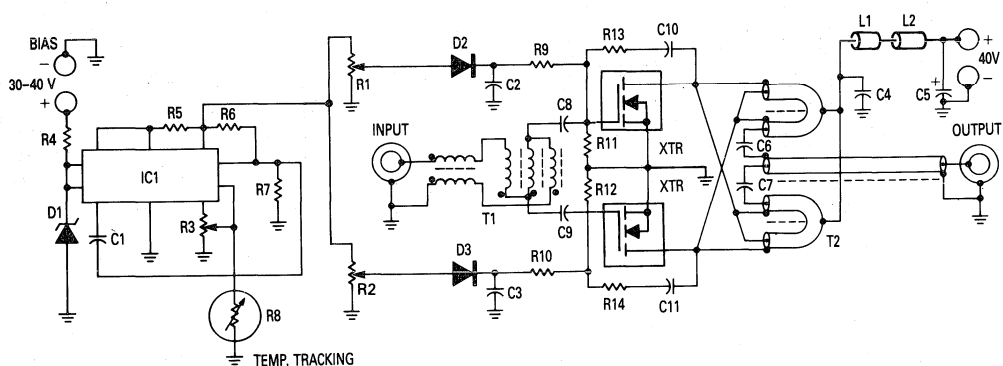 BIAS
−
30–40 V
+
R4
R5
R6
IC1
R7
D1
C1
R3
R8
TEMP. TRACKING
R1
R2
D2
C2
R9
D3
C3
R10
INPUT
T1
C8
C9
R11
R12
R13
C10
R14
C11
XTR
XTR
C6
C7
T2
L1
L2
C4
+
C5
+
40V
−
OUTPUT